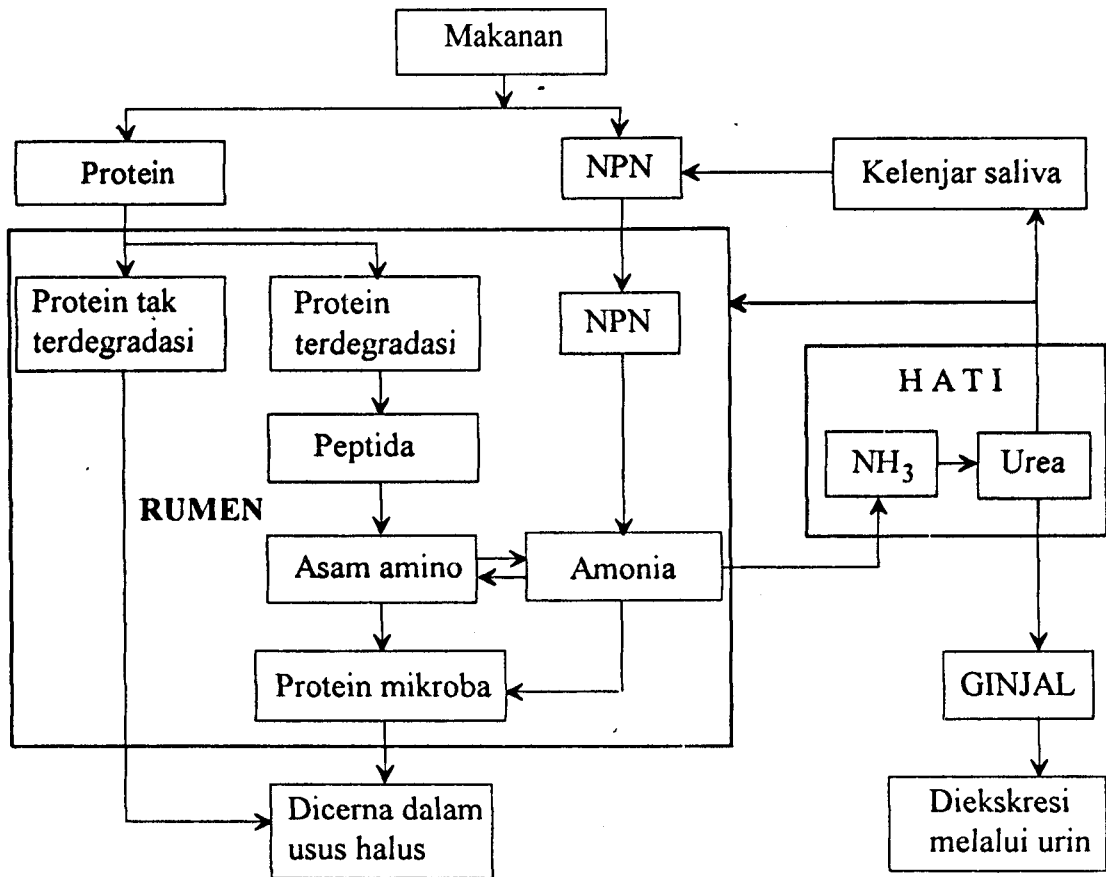 Makanan
Protein
NPN
Kelenjar saliva
Protein tak
terdegradasi
Protein
terdegradasi
NPN
H A T I
Peptida
NH3
Urea
RUMEN
Asam amino
Amonia
Protein mikroba
GINJAL
Dicerna dalam
usus halus
Diekskresi
melalui urin